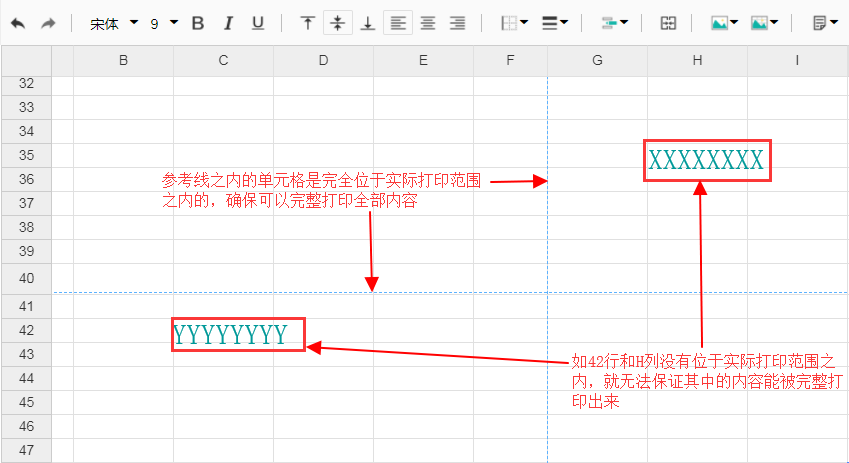 宋体 9 B I U
B C D E F G H I
32
33
34
35 XXXXXXXX
36 参考线之内的单元格是完全位于实际打印范围
37 之内的，确保可以完整打印全部内容
38
39
40
41
42 YYYYYYYY
43
如42行和H列没有位于实际打印范围之
44 内，就无法保证其中的内容能被完整打
45 印出来
46
47